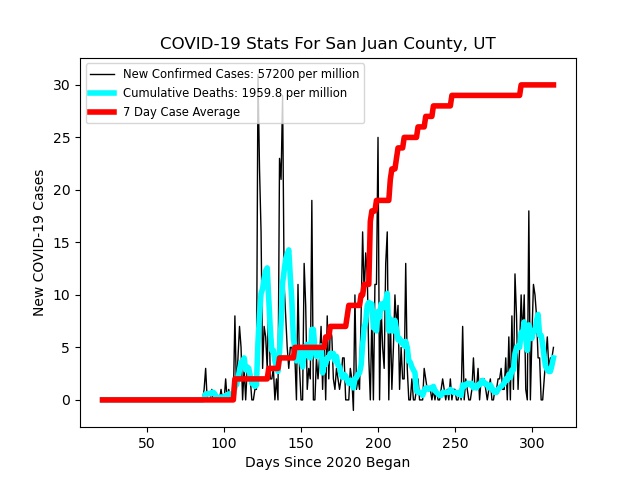 COVID-19 Stats For San Juan County, UT
New Confirmed Cases: 57200 per million
Cumulative Deaths: 1959.8 per million
7 Day Case Average
30
25
20
15
10
5
0
New COVID-19 Cases
50 100 150 200 250 300
Days Since 2020 Began